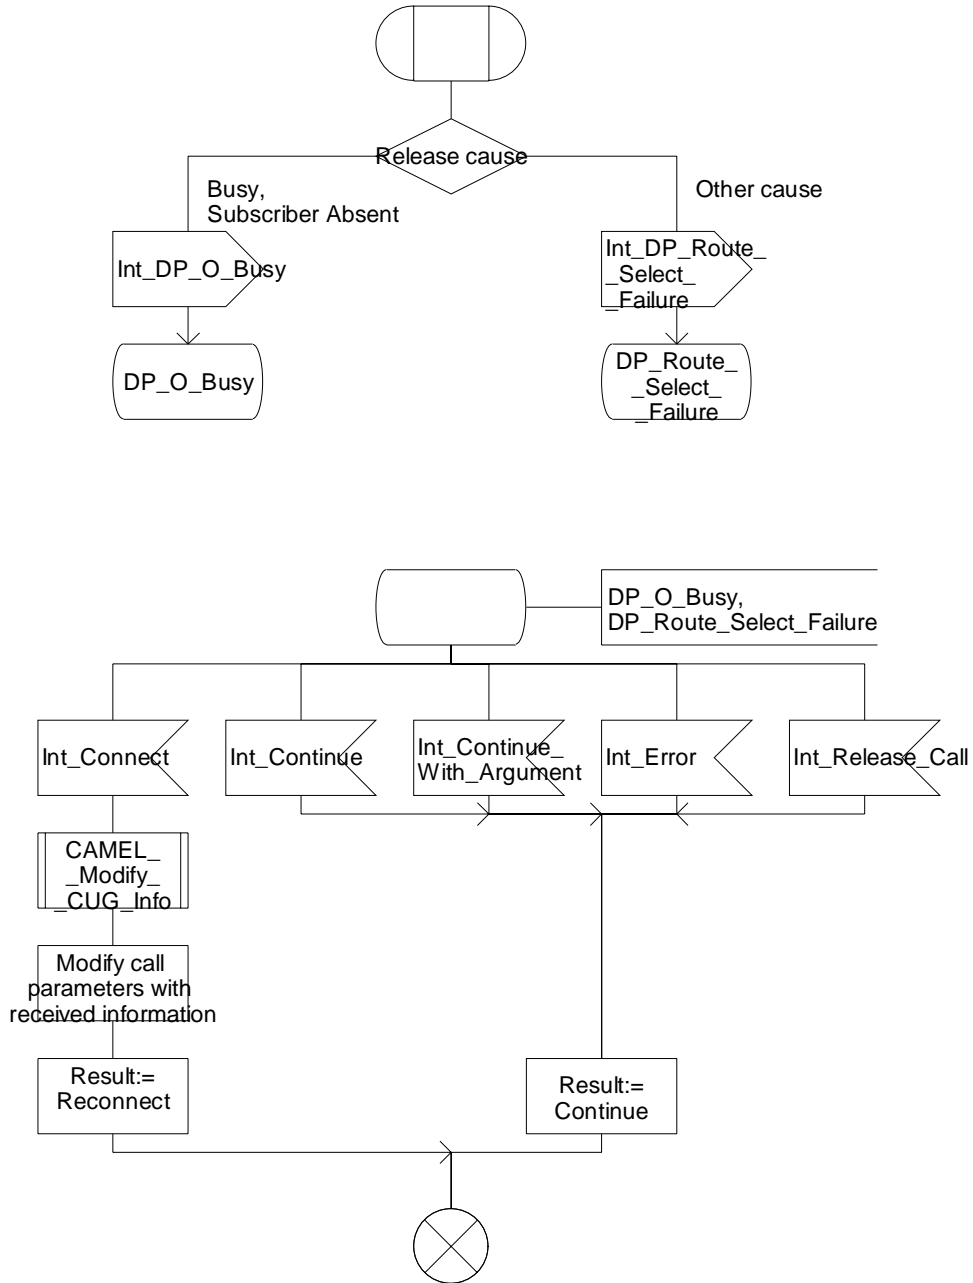 Release cause
Busy,
Subscriber Absent
Other cause
Int_DP_O_Busy
Int_DP_Route_
_Select_
_Failure
DP_O_Busy
DP_Route_
_Select_
_Failure
DP_O_Busy,
DP_Route_Select_Failure
Int_Connect
Int_Continue
Int_Continue_
With_Argument
Int_Error
Int_Release_Call
CAMEL_
_Modify_
_CUG_Info
Modify call
parameters with
received information
Result:=
Reconnect
Result:=
Continue